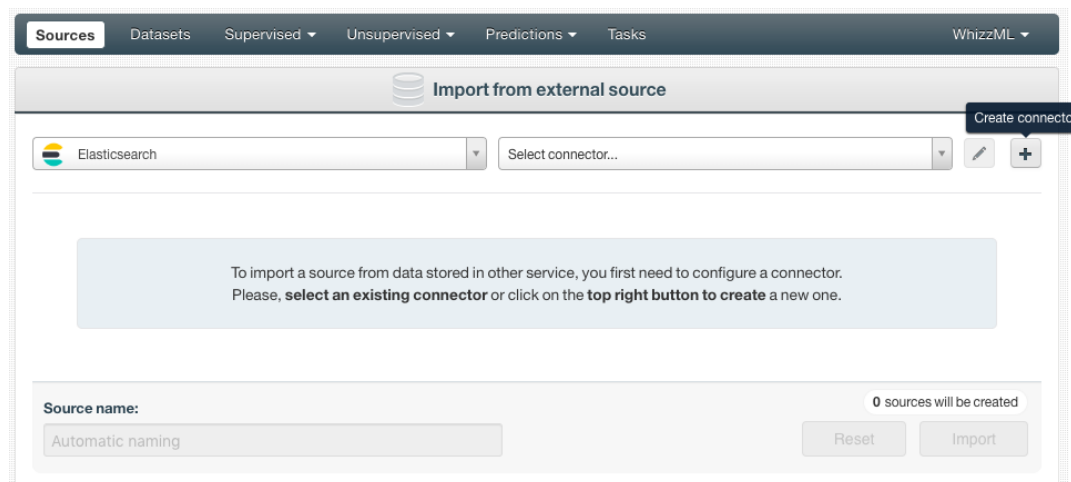 Sources Datasets Supervised Unsupervised Predictions Tasks WhizzML
Import from external source
Create connecto
Elasticsearch Select connector...
To import a source from data stored in other service, you first need to configure a connector.
Please, select an existing connector or click on the top right button to create a new one.
Source name:
0 sources will be created
Automatic naming
Reset Import